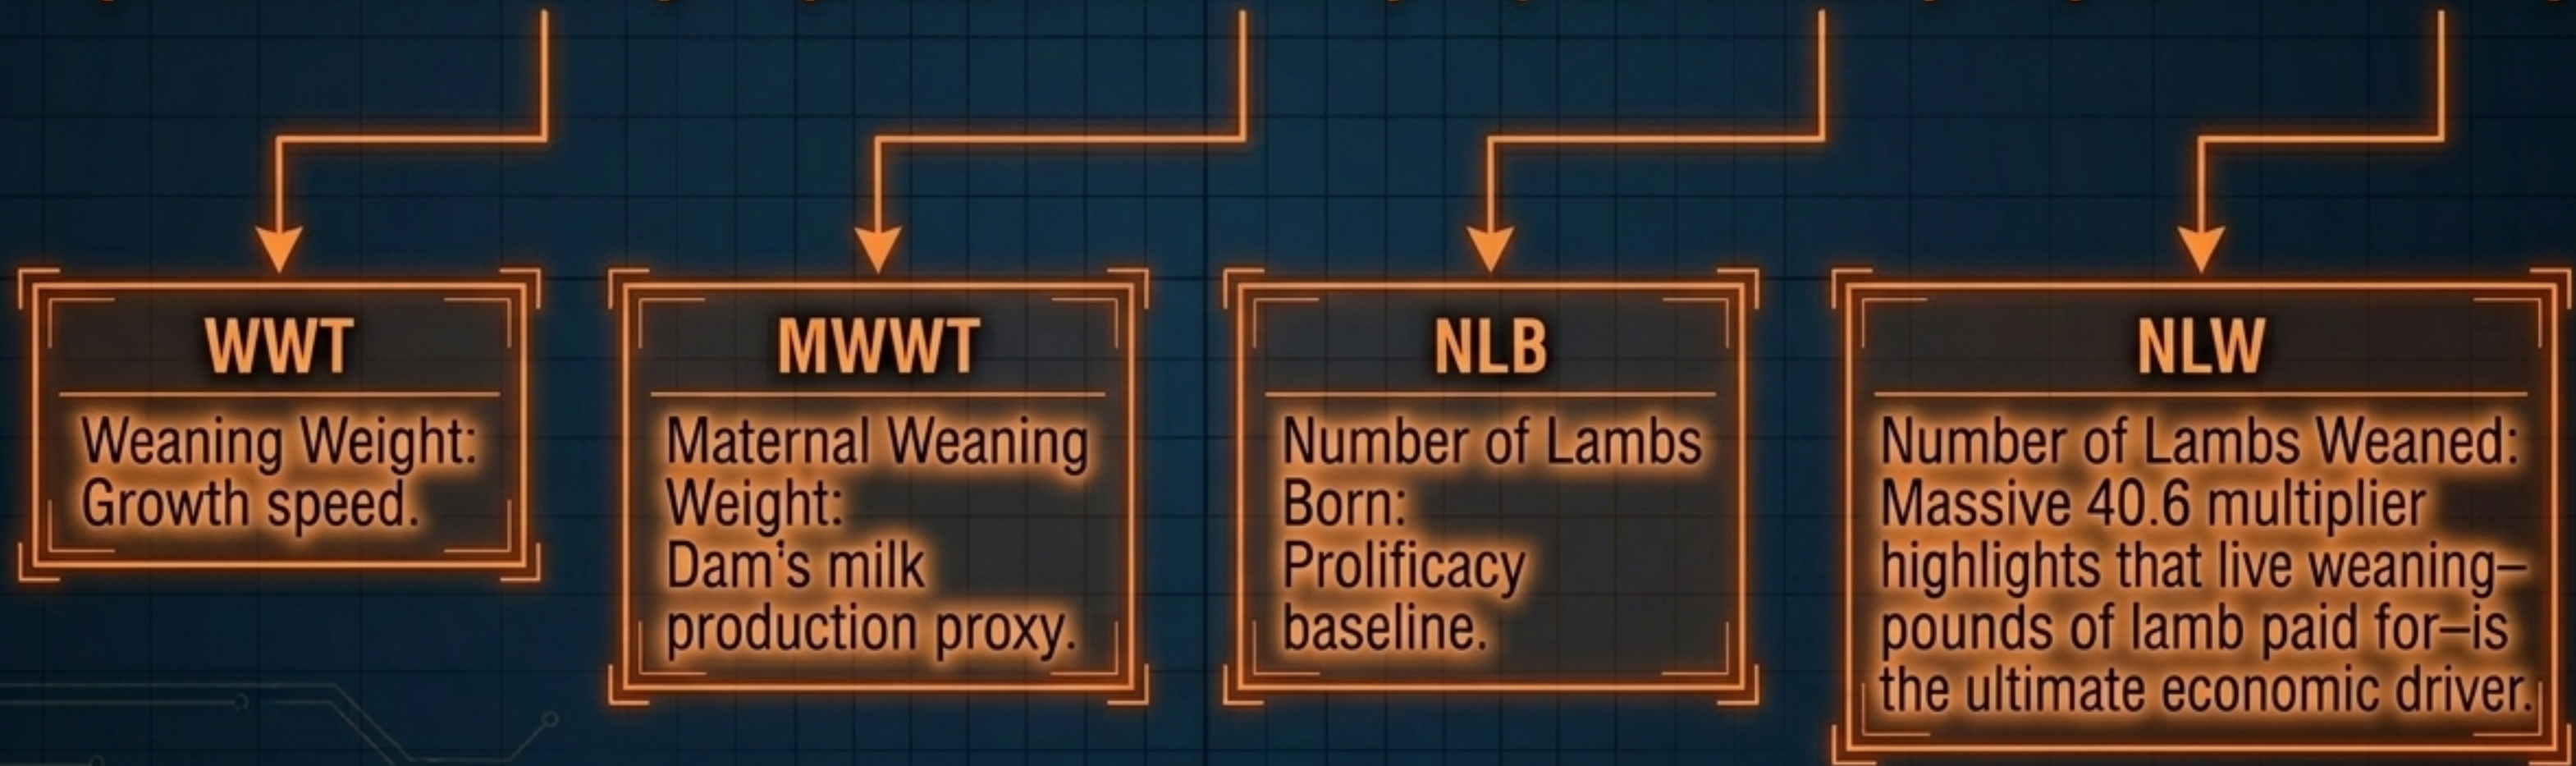 WWT
Weaning Weight:
Growth speed.
MWWT
Maternal Weaning
Weight:
Dam's milk
production proxy.
NLB
Number of Lambs
Born:
Prolificacy
baseline.
NLW
Number of Lambs Weaned:
Massive 40.6 multiplier
highlights that live weaning–
pounds of lamb paid for–is
the ultimate economic driver.